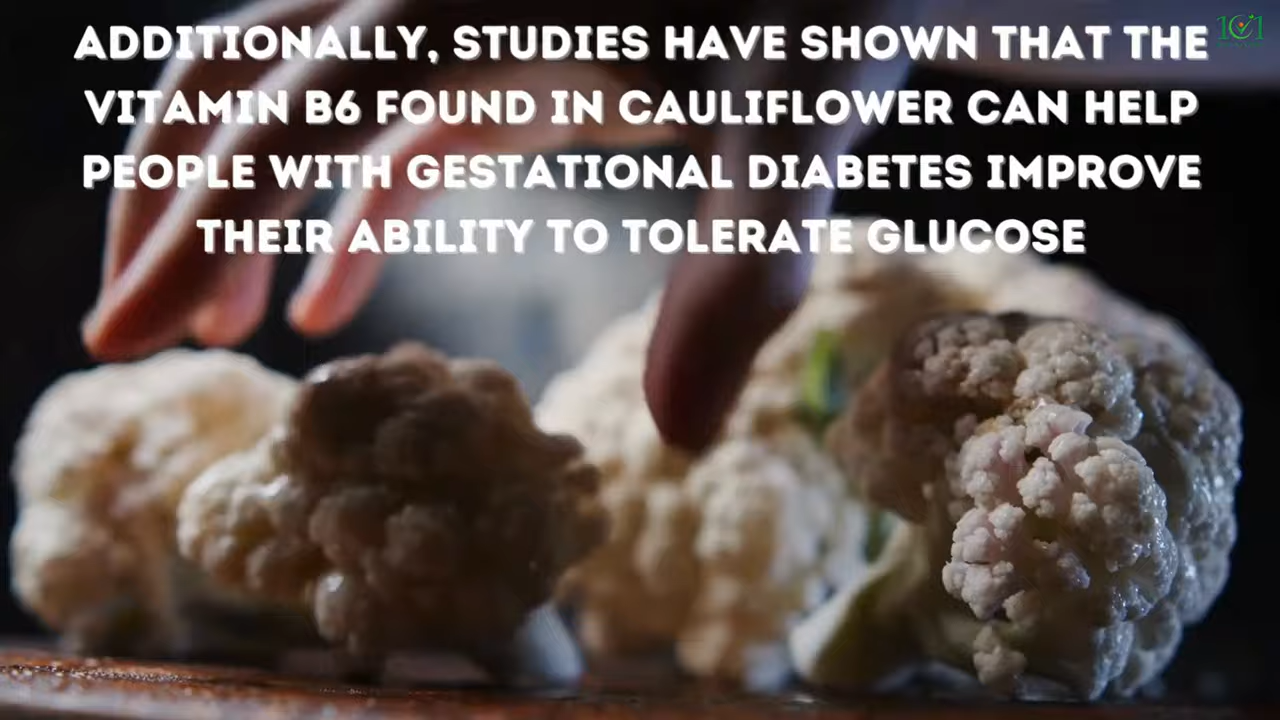 ADDITIONALLY, STUDIES HAVE SHOWN THAT THE
VITAMIN B6 FOUND IN CAULIFLOWER CAN HELP
PEOPLE WITH GESTATIONAL DIABETES IMPROVE
THEIR ABILITY TO TOLERATE GLUCOSE
101